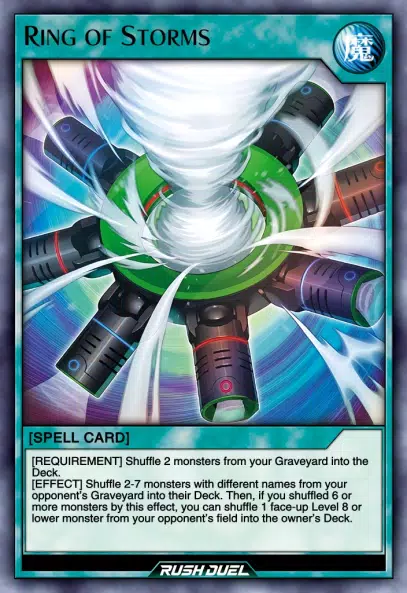 RING OF STORMS
魔
[SPELL CARD]
[REQUIREMENT] Shuffle 2 monsters from your Graveyard into the
Deck.
[EFFECT] Shuffle 2-7 monsters with different names from your
opponent's Graveyard into their Deck. Then, if you shuffled 6 or
more monsters by this effect, you can shuffle 1 face-up Level 8 or
lower monster from your opponent's field into the owner's Deck.
RUSH DUEL